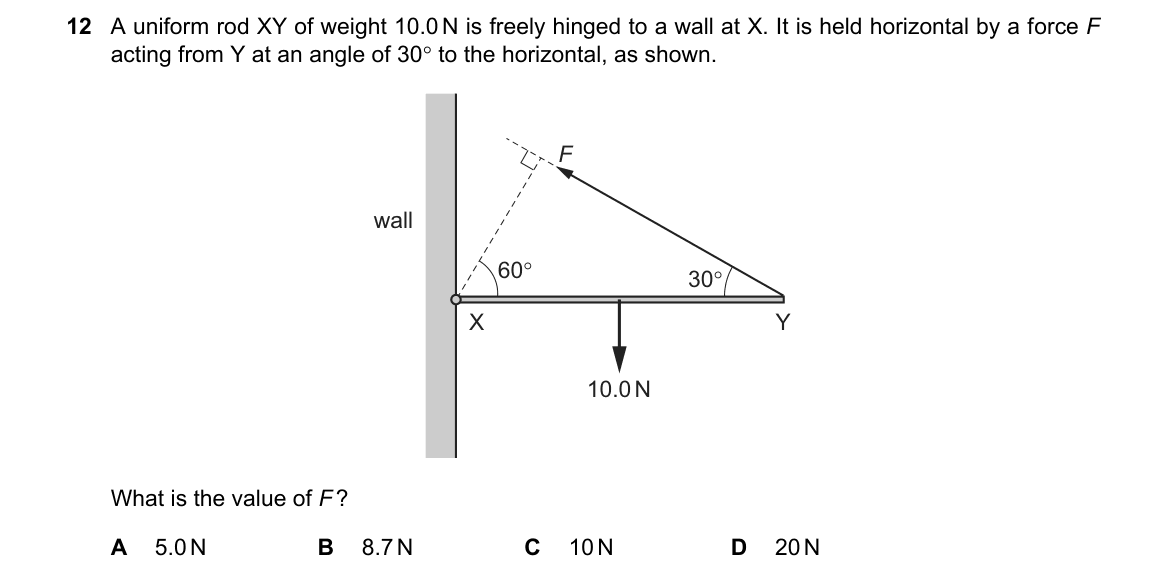 12 A uniform rod XY of weight 10.0 N is freely hinged to a wall at X. It is held horizontal by a force F
acting from Y at an angle of 30° to the horizontal, as shown.
F
wall
60°
30°
X
Y
10.0 N
What is the value of F?
A 5.0 N B 8.7 N C 10 N D 20 N